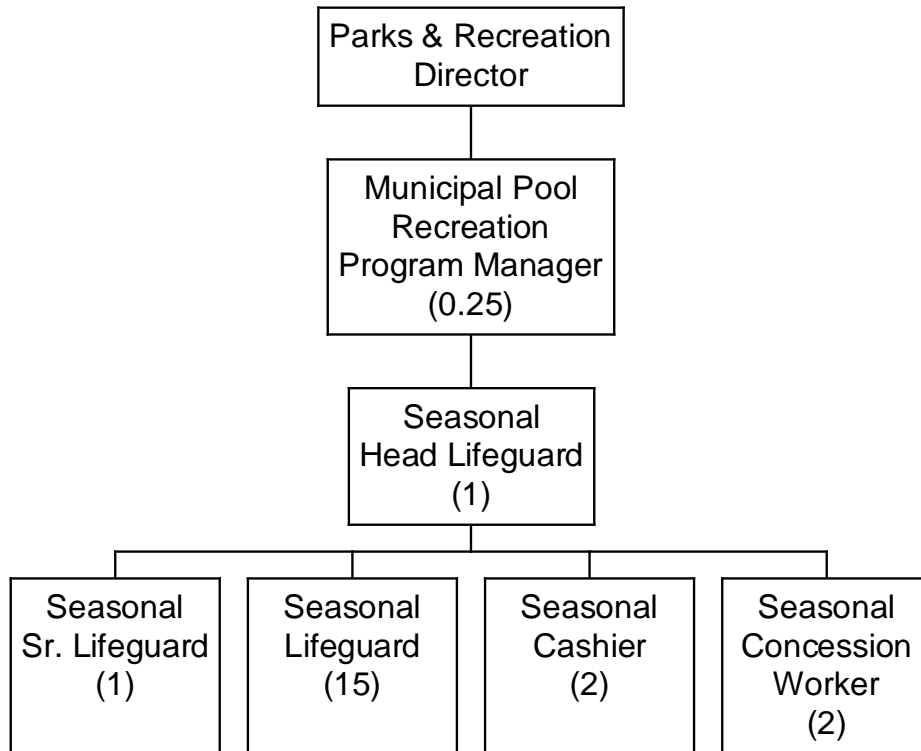 Parks & Recreation
Director
Municipal Pool
Recreation
Program Manager
(0.25)
Seasonal
Head Lifeguard
(1)
Seasonal
Sr. Lifeguard
(1)
Seasonal
Lifeguard
(15)
Seasonal
Cashier
(2)
Seasonal
Concession
Worker
(2)